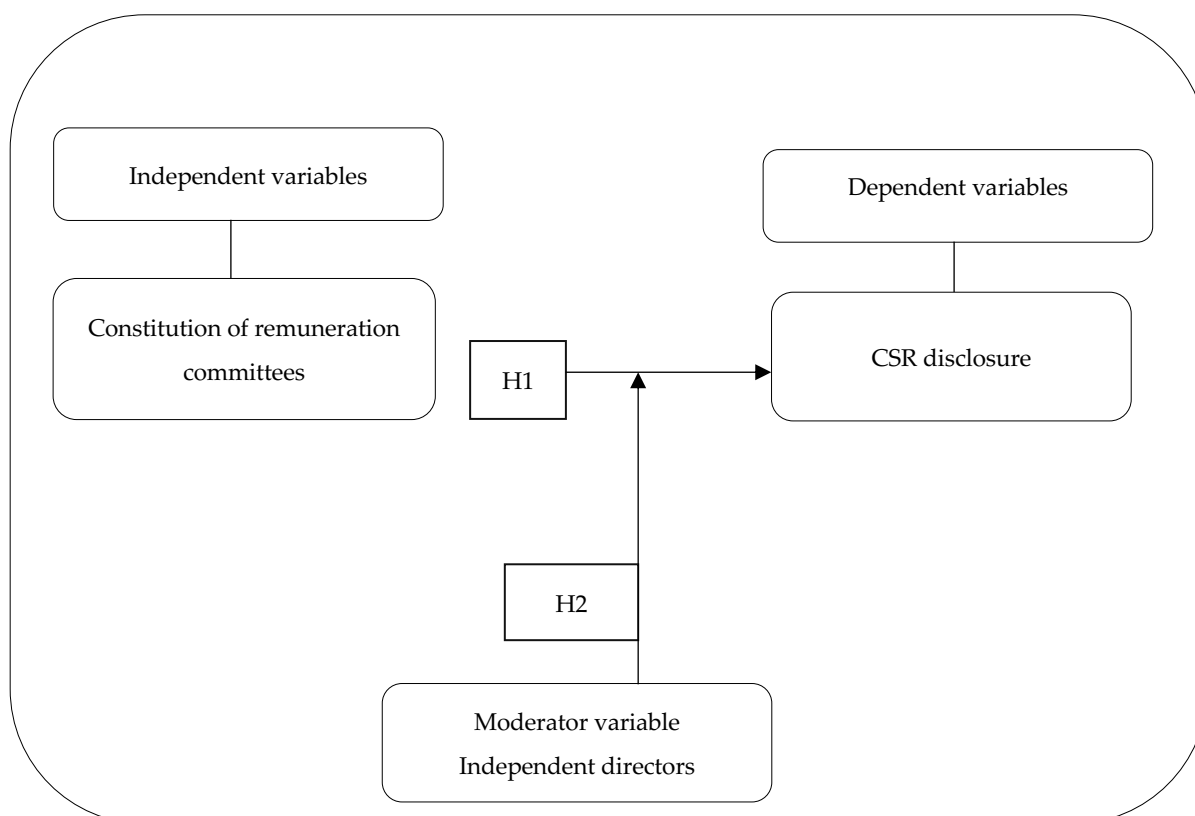 Independent variables
Dependent variables
Constitution of remuneration
committees
H1
CSR disclosure
H2
Moderator variable
Independent directors